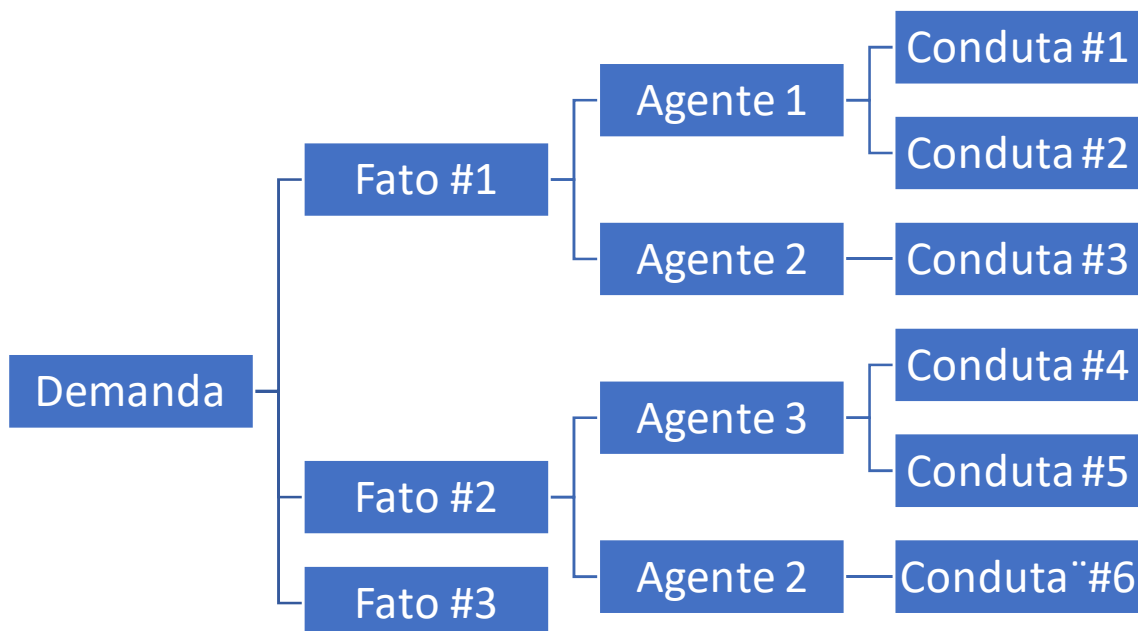 Demanda
Fato #1
Agente 1
Conduta #1
Conduta #2
Agente 2
Conduta #3
Fato #2
Agente 3
Conduta #4
Conduta #5
Agente 2
Conduta¨#6
Fato #3